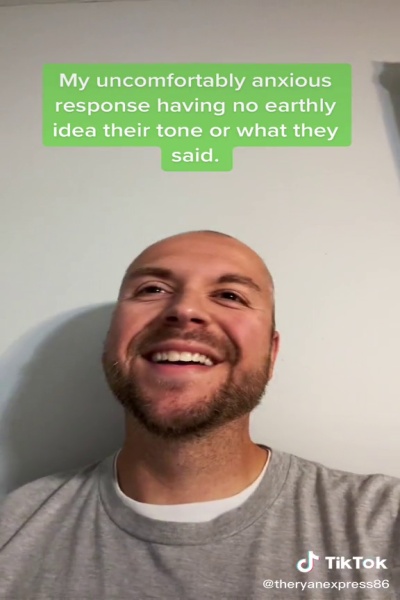 My uncomfortably anxious
response having no earthly
idea their tone or what they
said.
TikTok
@theryanexpress86